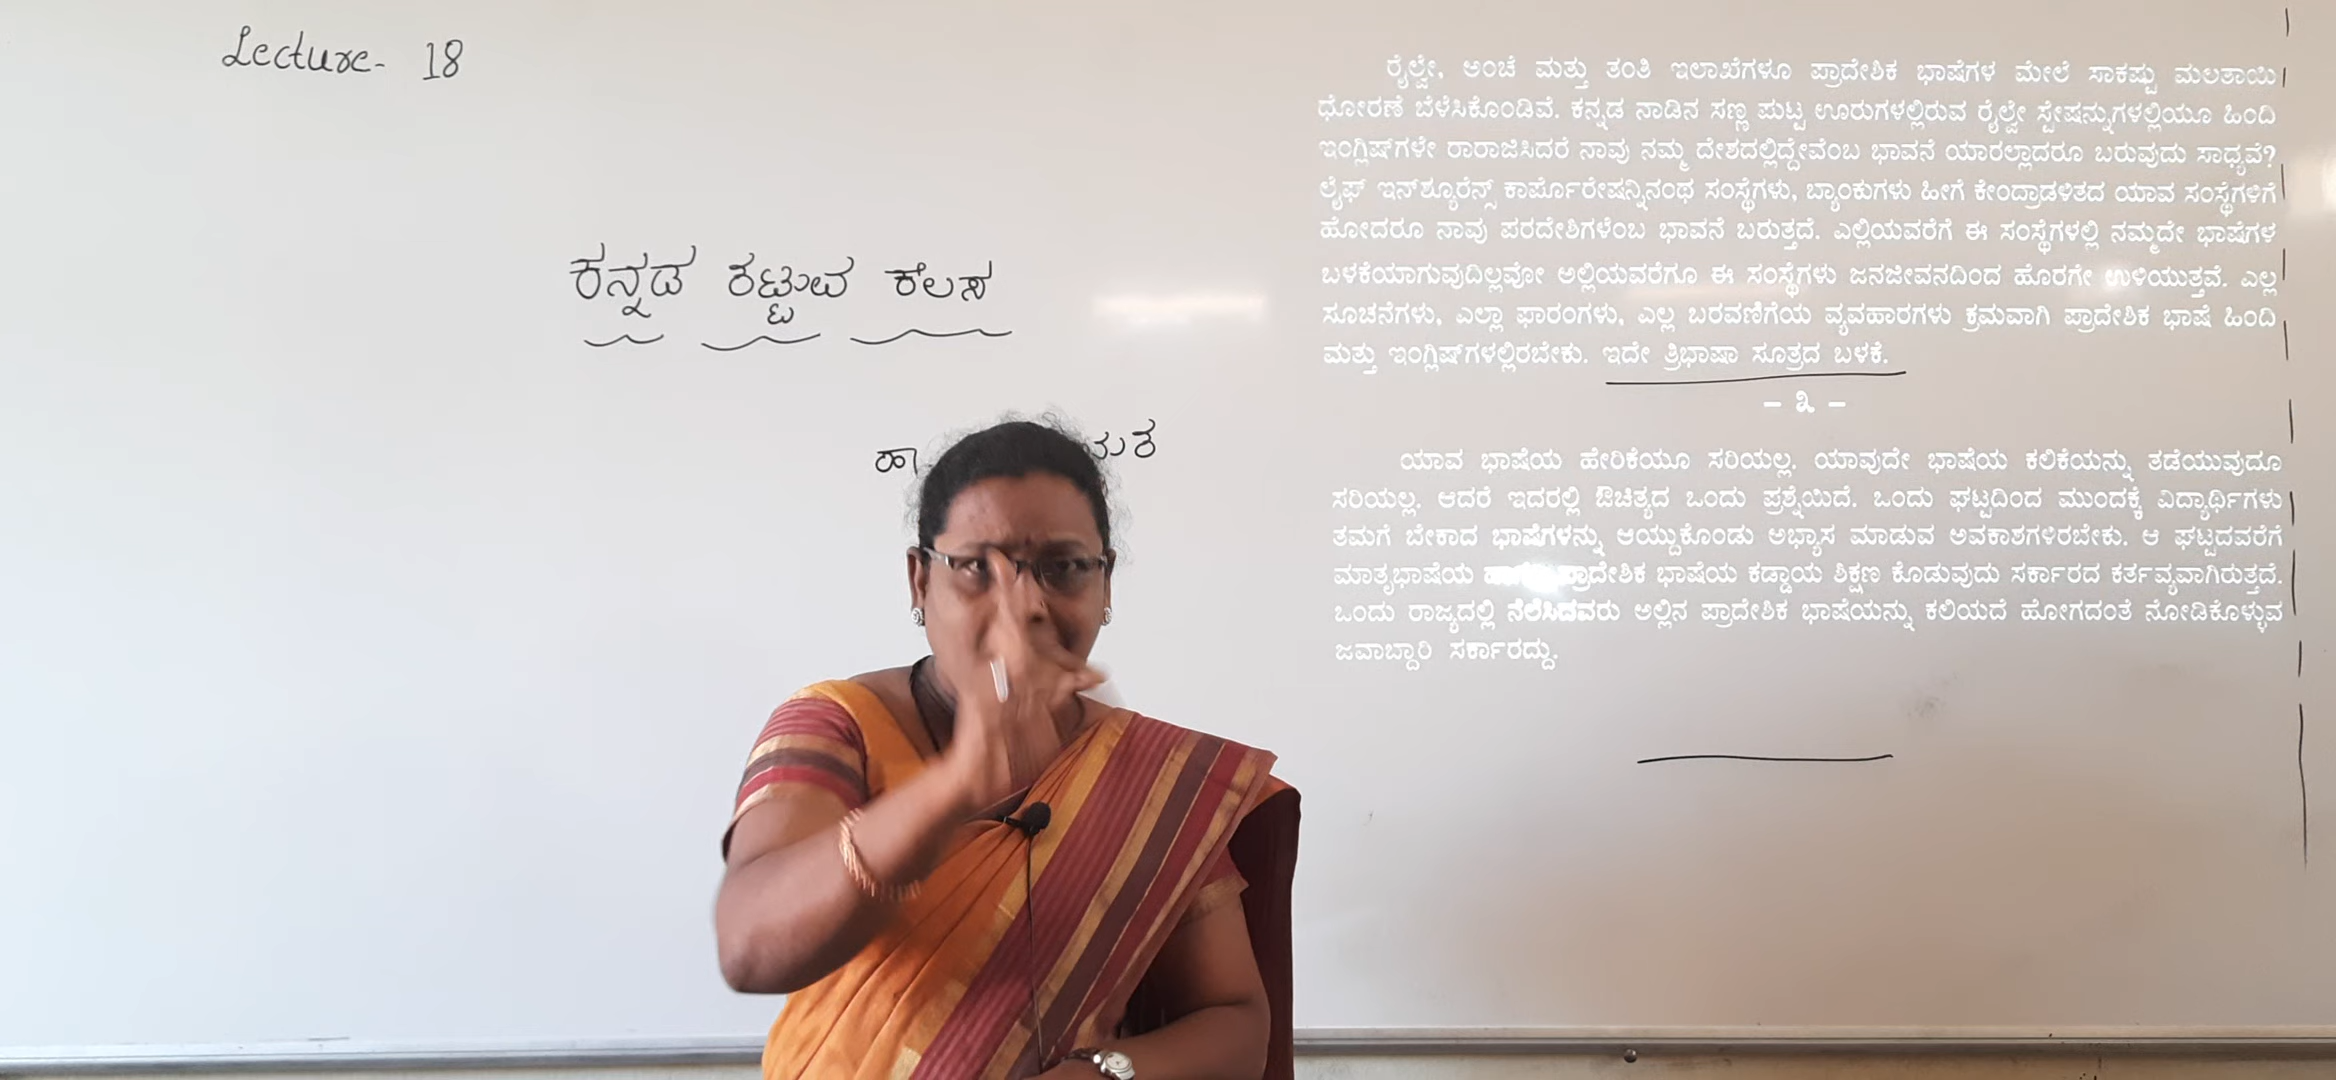 Lecture- 18
ಕನ್ನಡ ಕಟ್ಟುವ ಕೆಲಸ
ಹಾ
ರೈಲ್ವೇ, ಅಂಚೆ ಮತ್ತು ತಂತಿ ಇಲಾಖೆಗಳೂ ಪ್ರಾದೇಶಿಕ ಭಾಷೆಗಳ ಮೇಲೆ ಸಾಕಷ್ಟು ಮಲತಾಯಿ
ಧೋರಣೆ ಬೆಳೆಸಿಕೊಂಡಿವೆ. ಕನ್ನಡ ನಾಡಿನ ಸಣ್ಣ ಪುಟ್ಟ ಊರುಗಳಲ್ಲಿರುವ ರೈಲ್ವೇ ಸ್ಟೇಷನ್ನುಗಳಲ್ಲಿಯೂ ಹಿಂದಿ
ಇಂಗ್ಲಿಷ್‌ಗಳೇ ರಾರಾಜಿಸಿದರೆ ನಾವು ನಮ್ಮ ದೇಶದಲ್ಲಿದ್ದೇವೆಂಬ ಭಾವನೆ ಯಾರಲ್ಲಾದರೂ ಬರುವುದು ಸಾಧ್ಯವೆ?
ಲೈಫ್ ಇನ್‌ಶ್ಯೂರೆನ್ಸ್ ಕಾರ್ಪೊರೇಷನ್ನಿನಂಥ ಸಂಸ್ಥೆಗಳು, ಬ್ಯಾಂಕುಗಳು ಹೀಗೆ ಕೇಂದ್ರಾಡಳಿತದ ಯಾವ ಸಂಸ್ಥೆಗಳಿಗೆ
ಹೋದರೂ ನಾವು ಪರದೇಶಿಗಳೆಂಬ ಭಾವನೆ ಬರುತ್ತದೆ. ಎಲ್ಲಿಯವರೆಗೆ ಈ ಸಂಸ್ಥೆಗಳಲ್ಲಿ ನಮ್ಮದೇ ಭಾಷೆಗಳ
ಬಳಕೆಯಾಗುವುದಿಲ್ಲವೋ ಅಲ್ಲಿಯವರೆಗೂ ಈ ಸಂಸ್ಥೆಗಳು ಜನಜೀವನದಿಂದ ಹೊರಗೇ ಉಳಿಯುತ್ತವೆ. ಎಲ್ಲ
ಸೂಚನೆಗಳು, ಎಲ್ಲಾ ಫಾರಂಗಳು, ಎಲ್ಲ ಬರವಣಿಗೆಯ ವ್ಯವಹಾರಗಳು ಕ್ರಮವಾಗಿ ಪ್ರಾದೇಶಿಕ ಭಾಷೆ ಹಿಂದಿ
ಮತ್ತು ಇಂಗ್ಲಿಷ್‌ಗಳಲ್ಲಿರಬೇಕು. ಇದೇ ತ್ರಿಭಾಷಾ ಸೂತ್ರದ ಬಳಕೆ.
– ೩ –
ಯಾವ ಭಾಷೆಯ ಹೇರಿಕೆಯೂ ಸರಿಯಲ್ಲ. ಯಾವುದೇ ಭಾಷೆಯ ಕಲಿಕೆಯನ್ನು ತಡೆಯುವುದೂ
ಸರಿಯಲ್ಲ. ಆದರೆ ಇದರಲ್ಲಿ ಔಚಿತ್ಯದ ಒಂದು ಪ್ರಶ್ನೆಯಿದೆ. ಒಂದು ಘಟ್ಟದಿಂದ ಮುಂದಕ್ಕೆ ವಿದ್ಯಾರ್ಥಿಗಳು
ತಮಗೆ ಬೇಕಾದ ಭಾಷೆಗಳನ್ನು ಆಯ್ದುಕೊಂಡು ಅಭ್ಯಾಸ ಮಾಡುವ ಅವಕಾಶಗಳಿರಬೇಕು. ಆ ಘಟ್ಟದವರೆಗೆ
ಮಾತೃಭಾಷೆಯ ಪ್ರಾದೇಶಿಕ ಭಾಷೆಯ ಕಡ್ಡಾಯ ಶಿಕ್ಷಣ ಕೊಡುವುದು ಸರ್ಕಾರದ ಕರ್ತವ್ಯವಾಗಿರುತ್ತದೆ.
ಒಂದು ರಾಜ್ಯದಲ್ಲಿ ನೆಲೆಸಿದವರು ಅಲ್ಲಿನ ಪ್ರಾದೇಶಿಕ ಭಾಷೆಯನ್ನು ಕಲಿಯದೆ ಹೋಗದಂತೆ ನೋಡಿಕೊಳ್ಳುವ
ಜವಾಬ್ದಾರಿ ಸರ್ಕಾರದ್ದು.